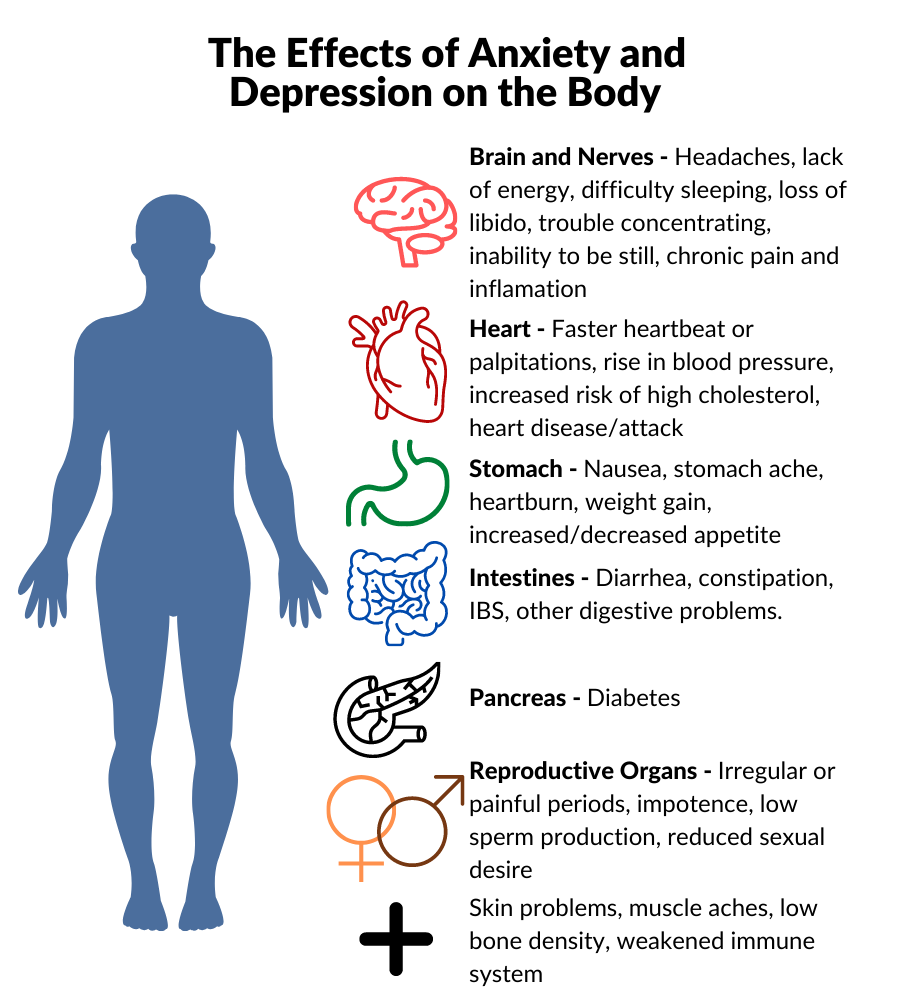 The Effects of Anxiety and
Depression on the Body
Brain and Nerves - Headaches, lack
of energy, difficulty sleeping, loss of
libido, trouble concentrating,
inability to be still, chronic pain and
inflamation
Heart - Faster heartbeat or
palpitations, rise in blood pressure,
increased risk of high cholesterol,
heart disease/attack
Stomach - Nausea, stomach ache,
heartburn, weight gain,
increased/decreased appetite
Intestines - Diarrhea, constipation,
IBS, other digestive problems.
Pancreas - Diabetes
Reproductive Organs - Irregular or
painful periods, impotence, low
sperm production, reduced sexual
desire
Skin problems, muscle aches, low
bone density, weakened immune
system